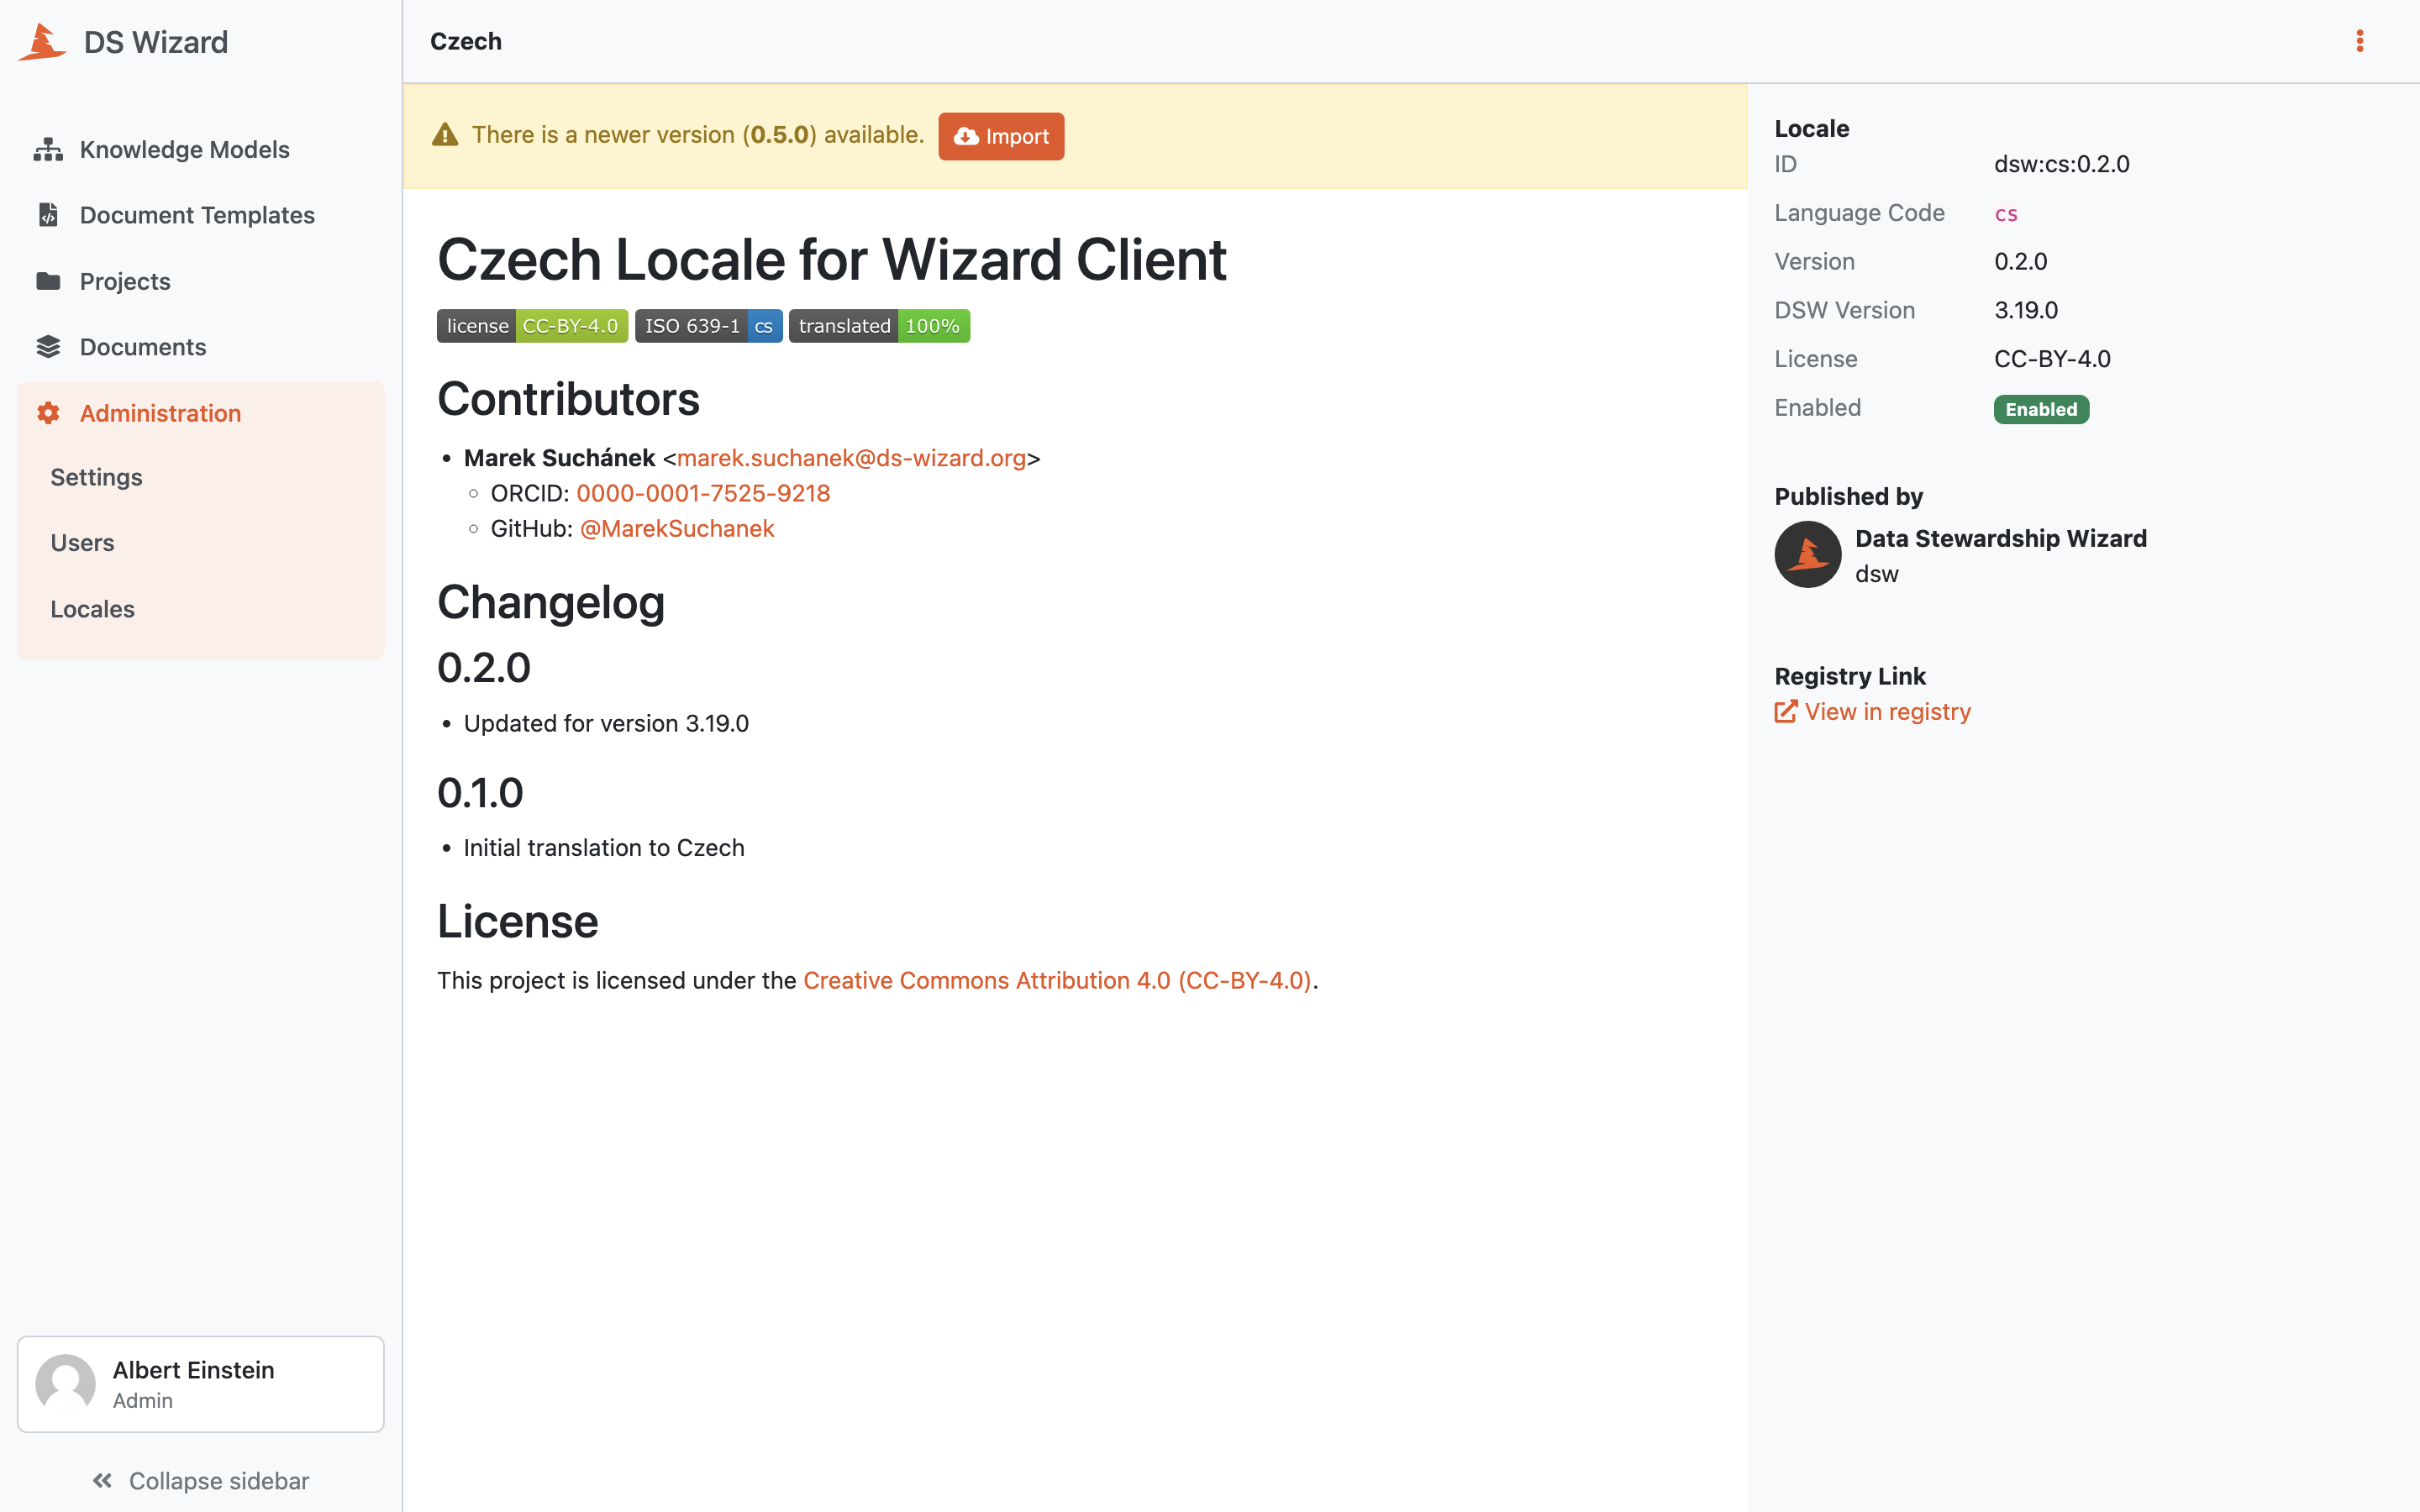 DS Wizard
Knowledge Models
Document Templates
Projects
Documents
Administration
Settings
Users
Locales
Albert Einstein
Admin
Collapse sidebar
Czech
There is a newer version (0.5.0) available. Import
Czech Locale for Wizard Client
license CC-BY-4.0 ISO 639-1 cs translated 100%
Contributors
Marek Suchánek <marek.suchanek@ds-wizard.org>
ORCID: 0000-0001-7525-9218
GitHub: @MarekSuchanek
Changelog
0.2.0
Updated for version 3.19.0
0.1.0
Initial translation to Czech
License
This project is licensed under the Creative Commons Attribution 4.0 (CC-BY-4.0).
Locale
ID dsw:cs:0.2.0
Language Code cs
Version 0.2.0
DSW Version 3.19.0
License CC-BY-4.0
Enabled Enabled
Published by
Data Stewardship Wizard
dsw
Registry Link
View in registry